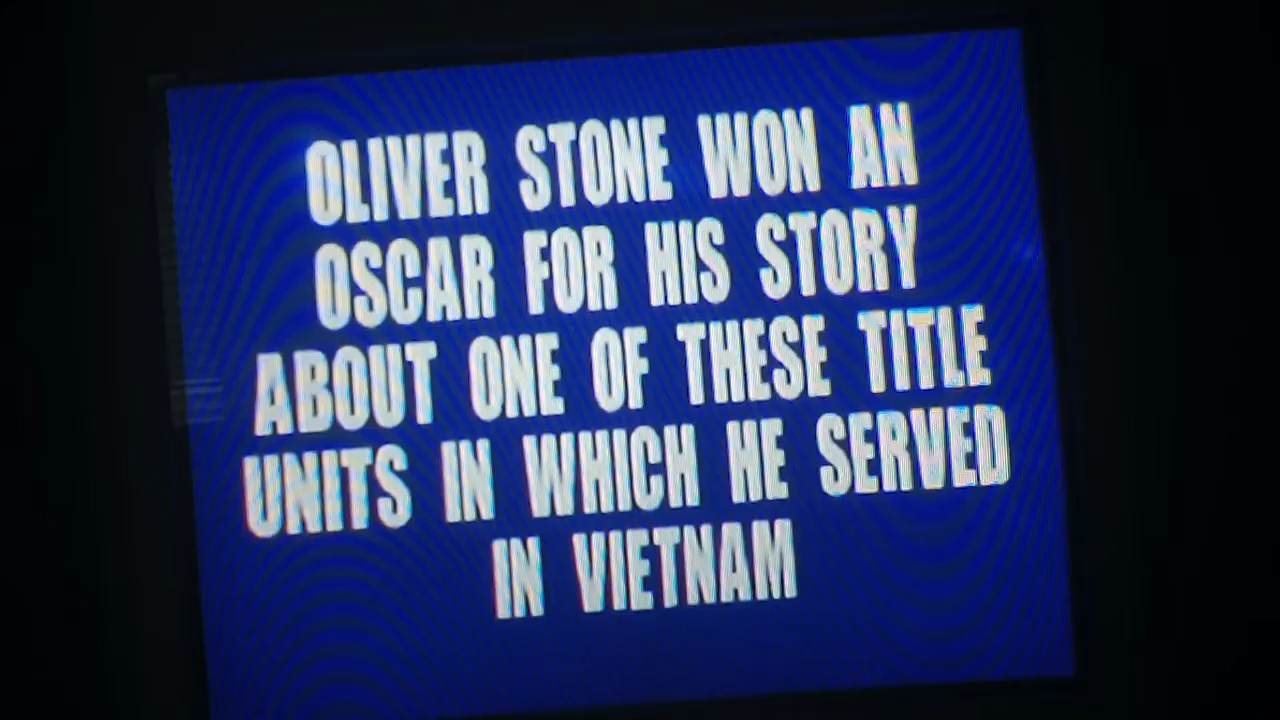 OLIVER STONE WON AN
OSCAR FOR HIS STORY
ABOUT ONE OF THESE TITLE
UNITS IN WHICH HE SERVED
IN VIETNAM